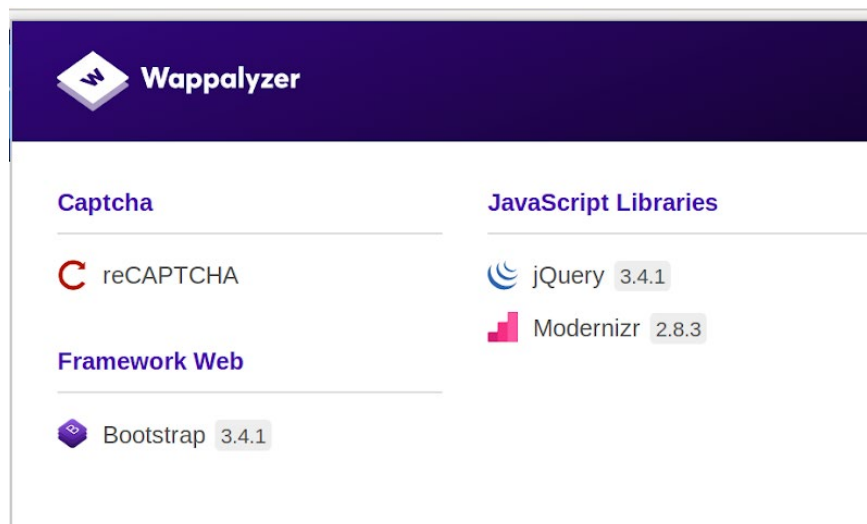 Wappalyzer
Captcha
reCAPTCHA
Framework Web
Bootstrap 3.4.1
JavaScript Libraries
jQuery 3.4.1
Modernizr 2.8.3